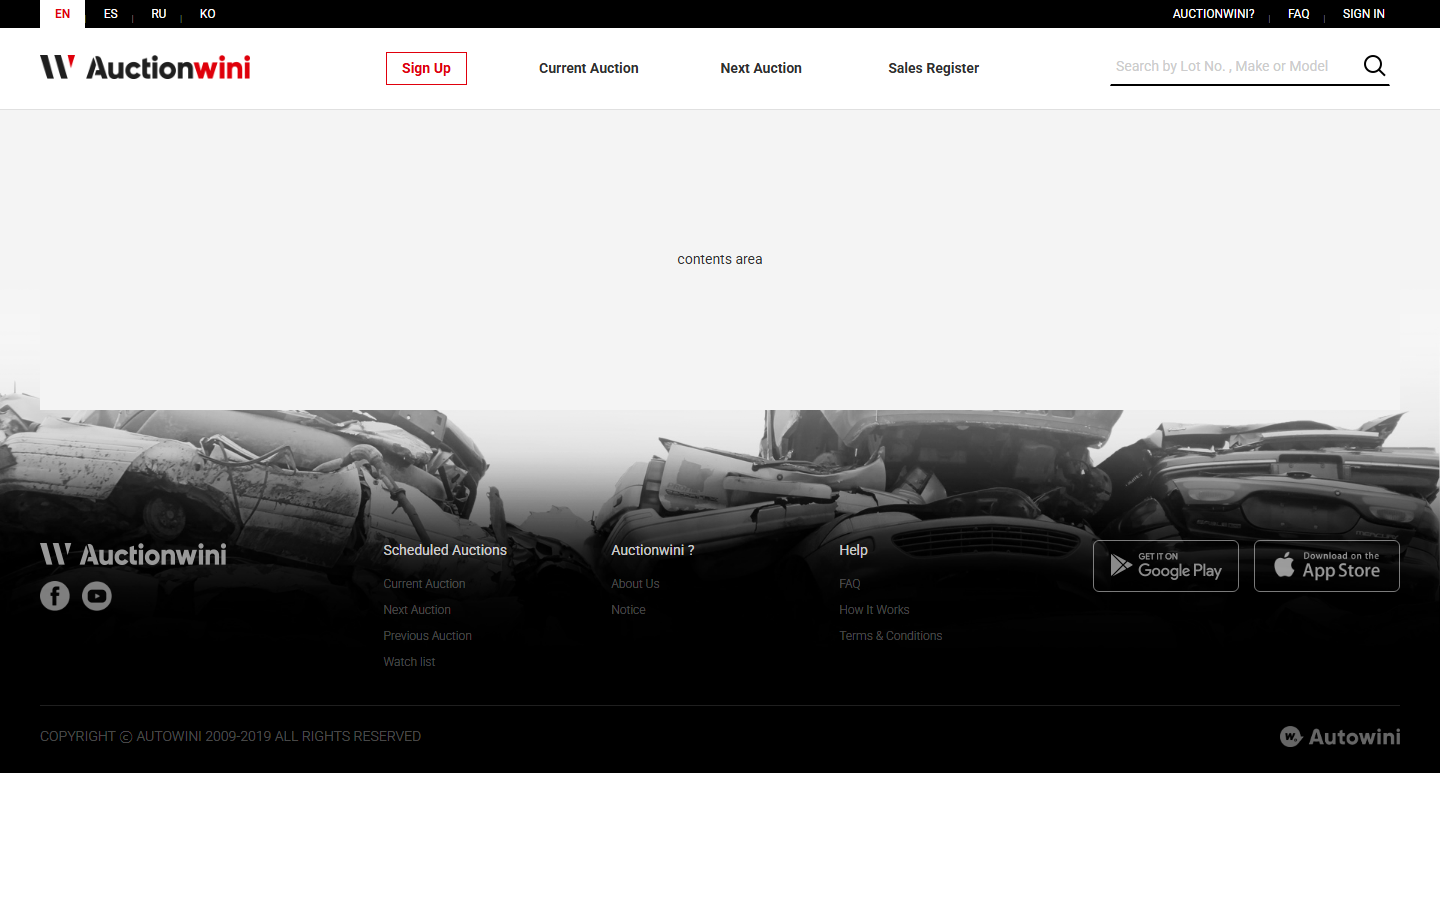 EN ES RU KO AUCTIONWINI? FAQ SIGN IN
Auctionwini Sign Up Current Auction Next Auction Sales Register Search by Lot No. , Make or Model
contents area
Auctionwini
Scheduled Auctions
Current Auction
Next Auction
Previous Auction
Watch list
Auctionwini ?
About Us
Notice
Help
FAQ
How It Works
Terms & Conditions
GET IT ON
Google Play
Download on the
App Store
COPYRIGHT ⓒ AUTOWINI 2009-2019 ALL RIGHTS RESERVED
Autowini